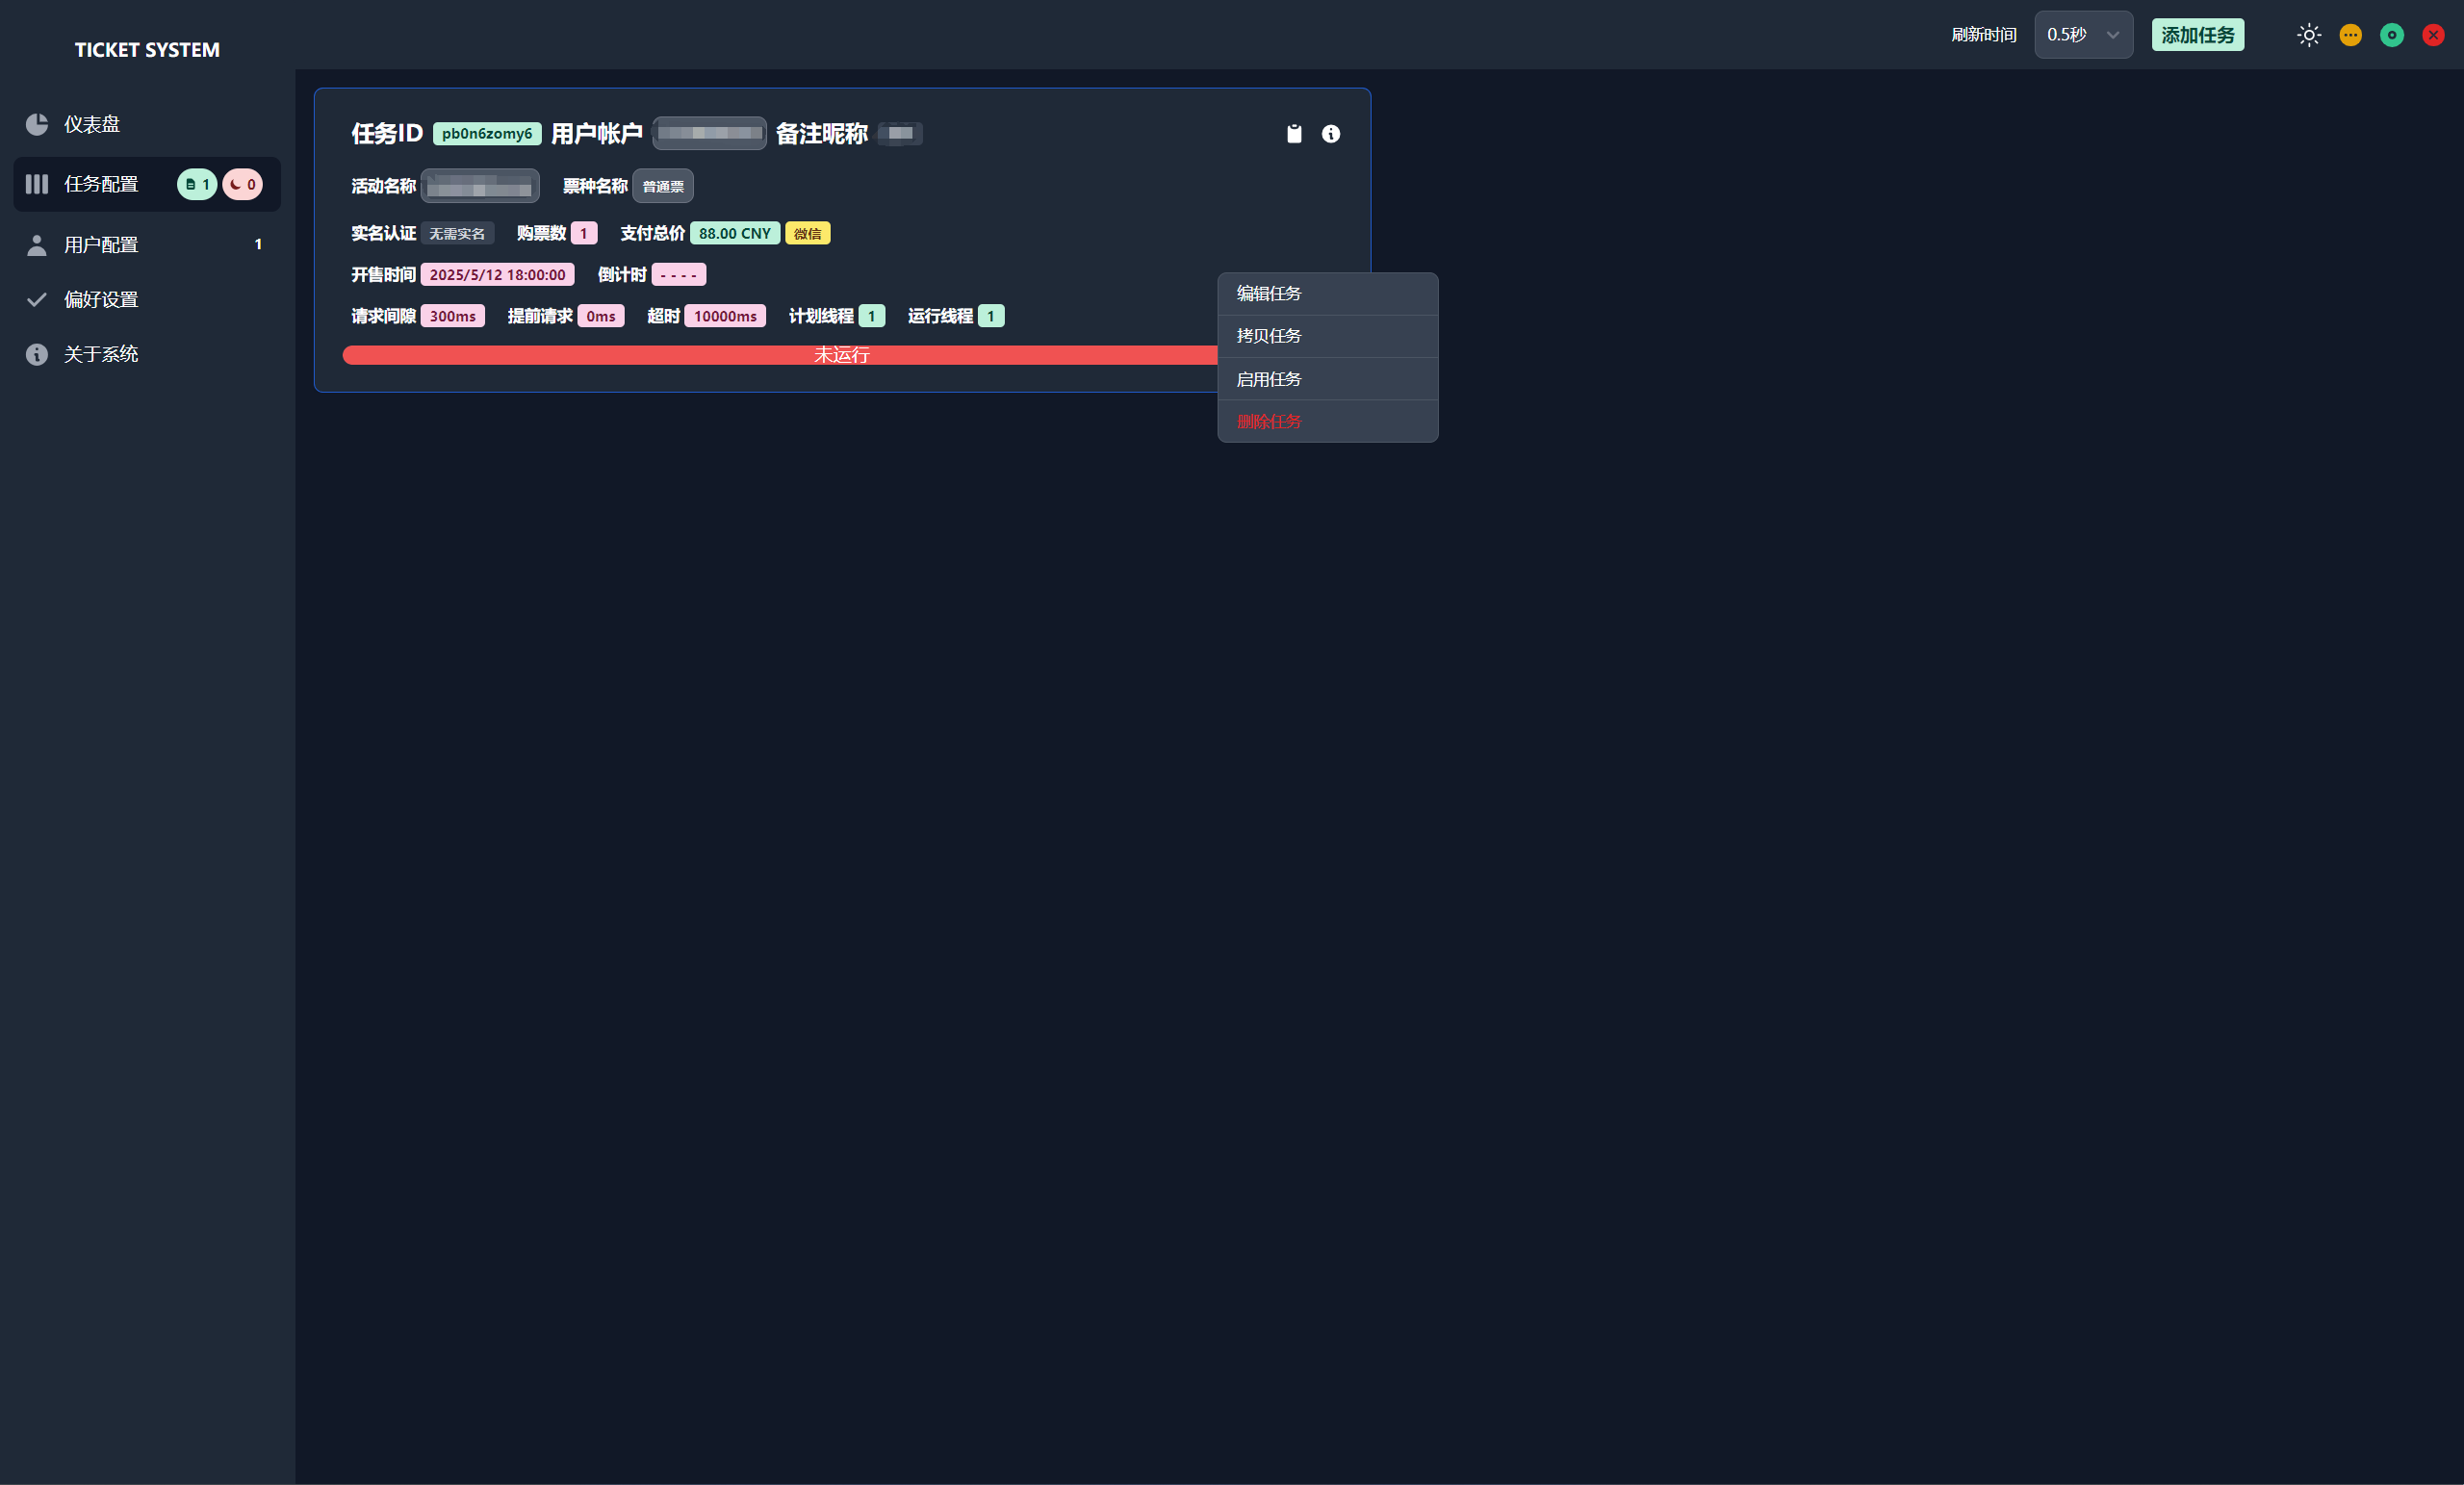 TICKET SYSTEM
刷新时间 0.5秒 添加任务
仪表盘
任务配置 1 0
用户配置 1
偏好设置
关于系统
任务ID pb0n6zomy6 用户帐户 备注昵称
活动名称 票种名称 普通票
实名认证 无需实名 购票数 1 支付总价 88.00 CNY 微信
开售时间 2025/5/12 18:00:00 倒计时 - - - -
请求间隙 300ms 提前请求 0ms 超时 10000ms 计划线程 1 运行线程 1
未运行
编辑任务
拷贝任务
启用任务
删除任务